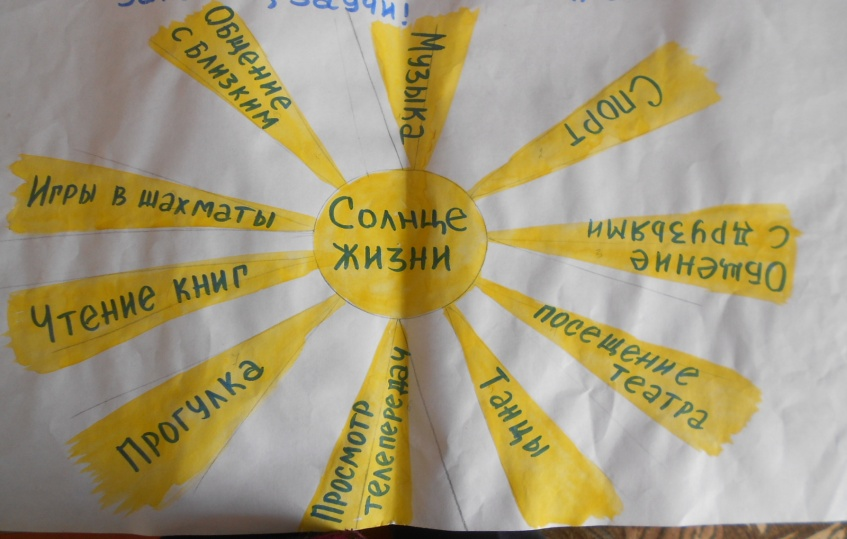 Солнце
жизни
Музыка
Спорт
Общение
с друзьями
посещение
театра
Танцы
Просмотр
телепередач
Прогулка
Чтение книг
Игры в шахматы
Общение
с близким